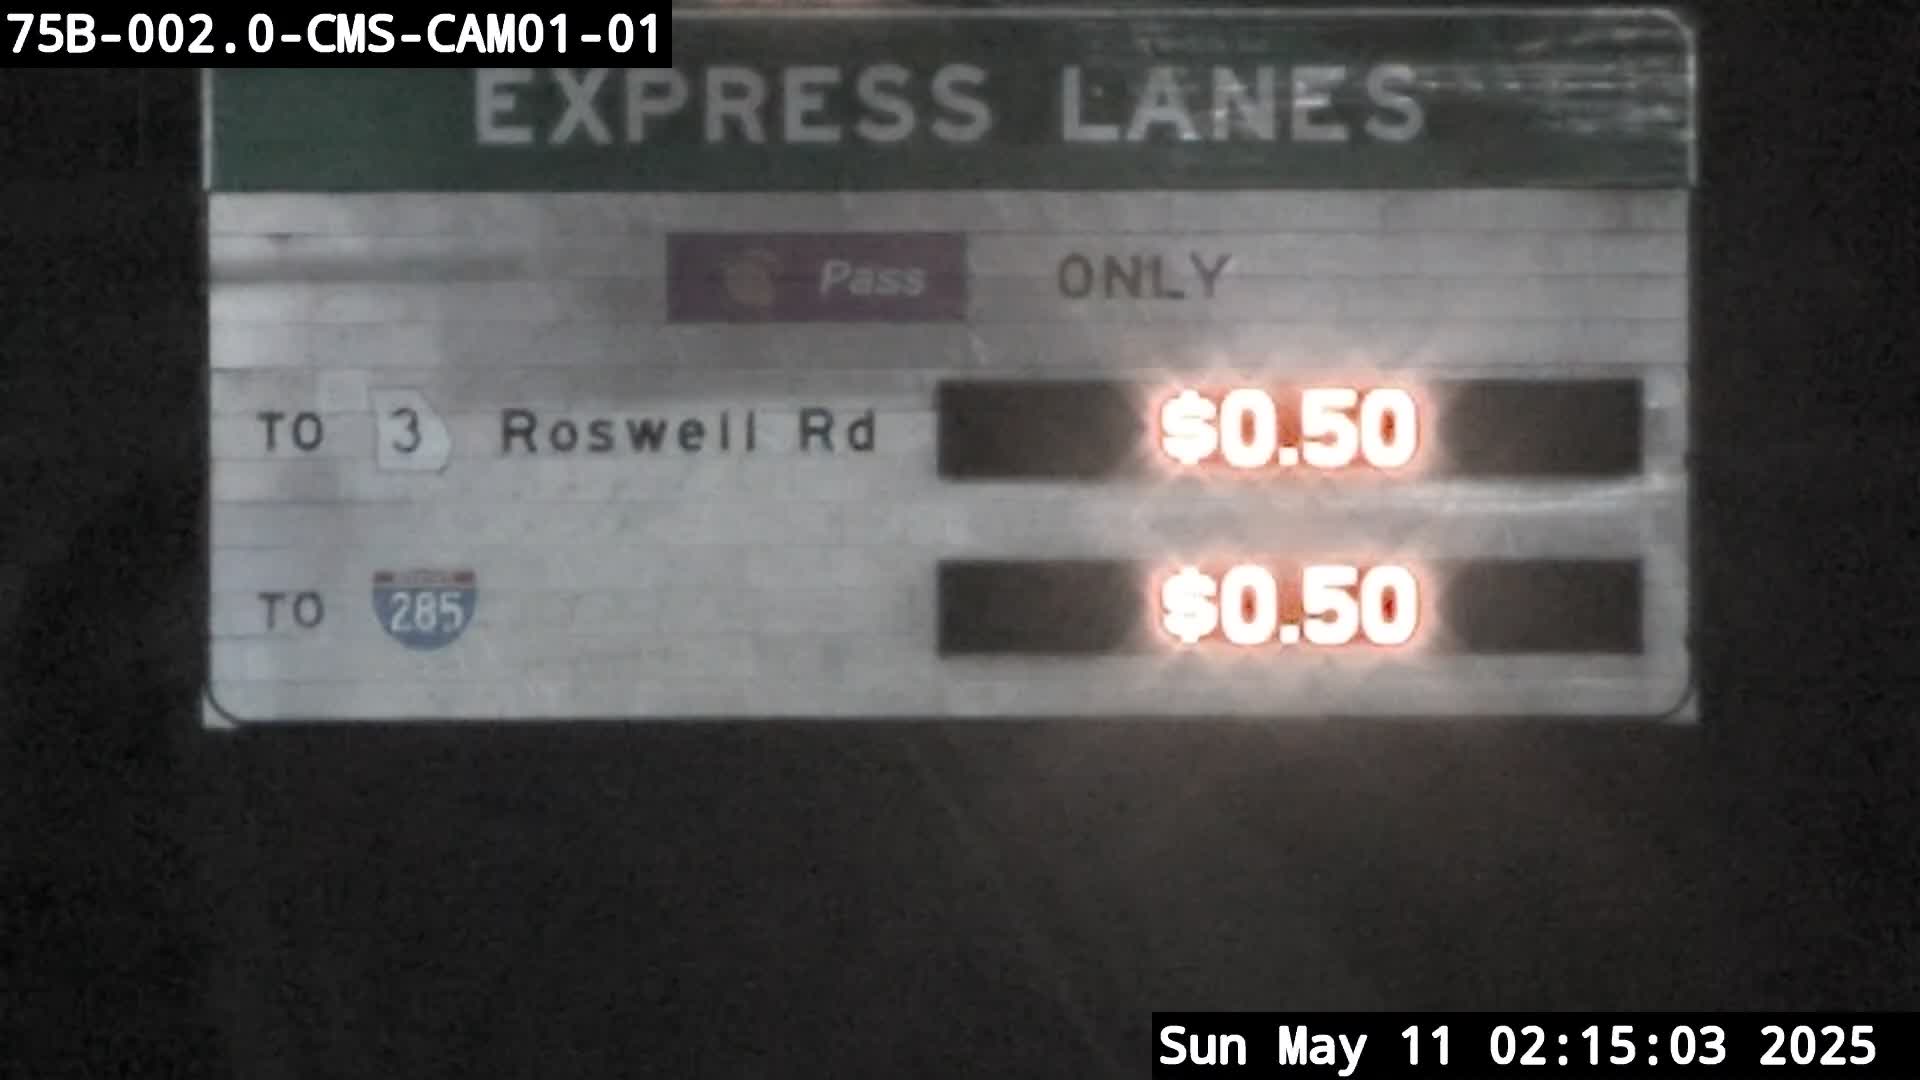 75B-002.0-CMS-CAM01-01
EXPRESS LANES
Pass ONLY
TO 3 Roswell Rd $0.50
TO 285 $0.50
Sun May 11 02:15:03 2025